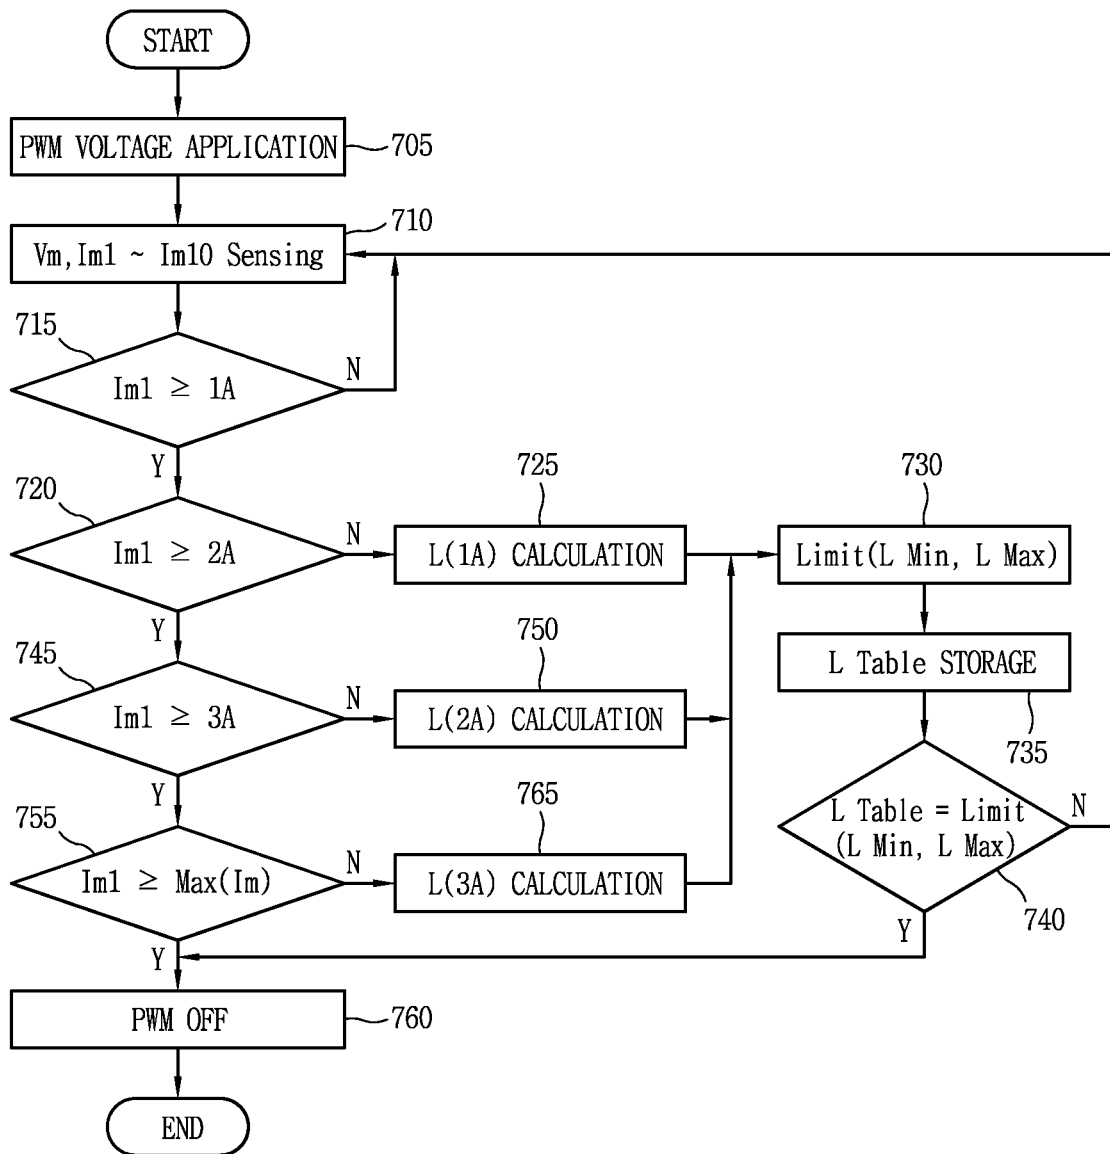 START
PWM VOLTAGE APPLICATION
705
710
Vm,Im1 ~ Im10 Sensing
715
Im1 ≥ 1A
N
Y
720
Im1 ≥ 2A
N
725
L(1A) CALCULATION
730
Limit(L Min, L Max)
Y
745
Im1 ≥ 3A
N
750
L(2A) CALCULATION
L Table STORAGE
735
Y
755
Im1 ≥ Max(Im)
N
765
L(3A) CALCULATION
L Table = Limit
(L Min, L Max)
N
740
Y
Y
PWM OFF
760
END